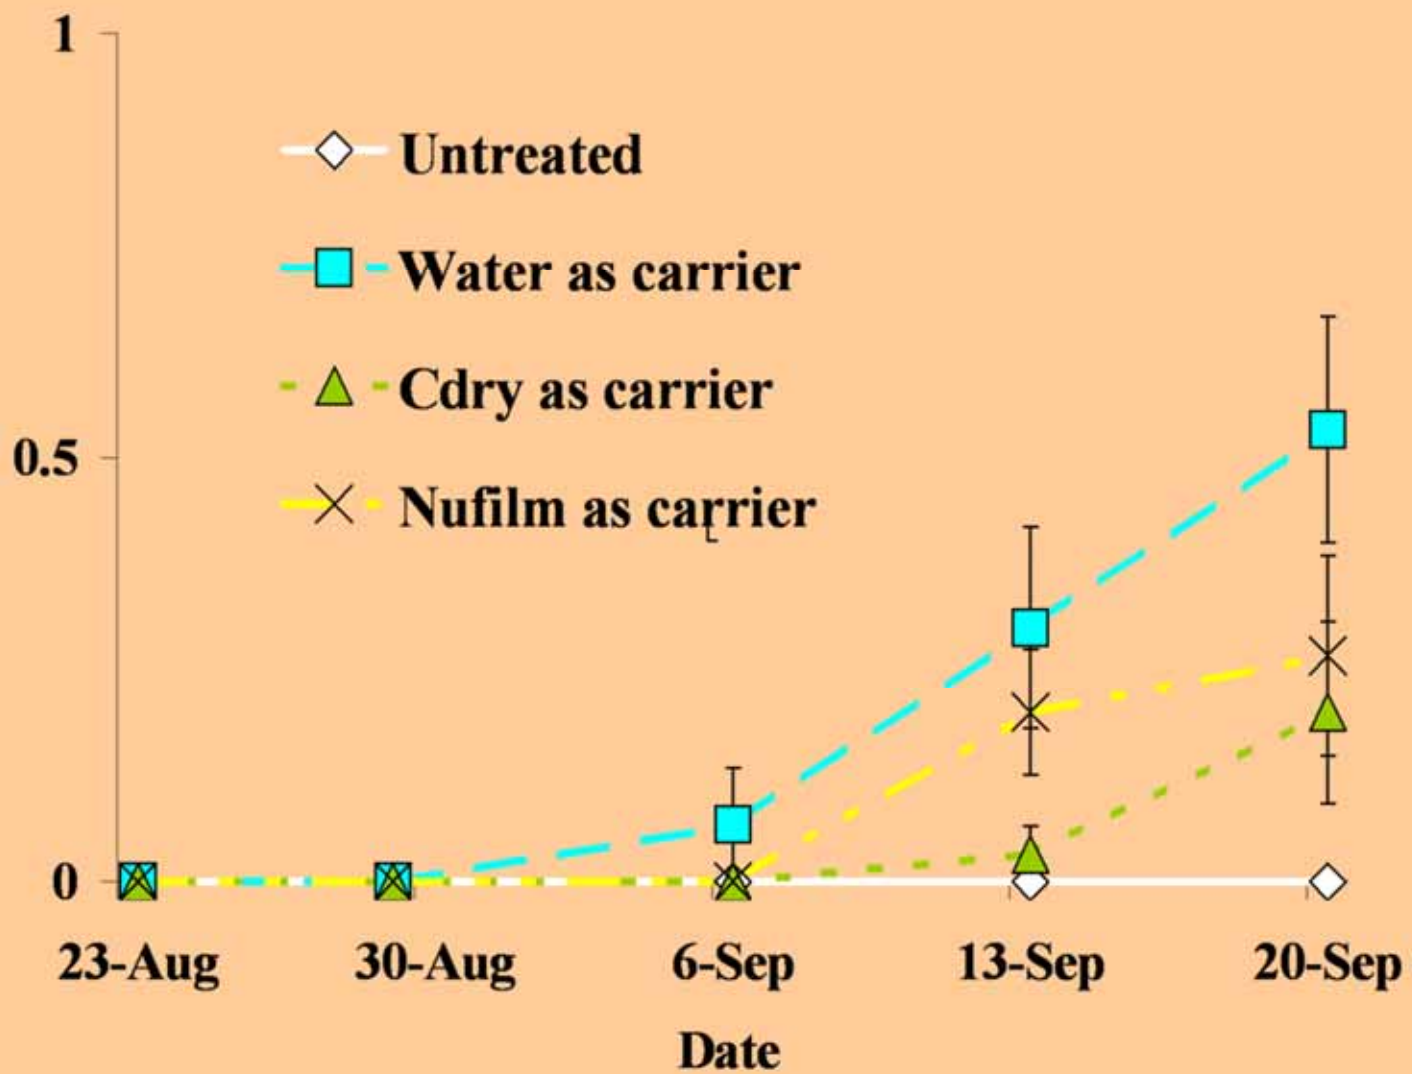 1
Untreated
Water as carrier
Cdry as carrier
0.5
Nufilm as carrier
0
23-Aug 30-Aug 6-Sep 13-Sep 20-Sep
Date